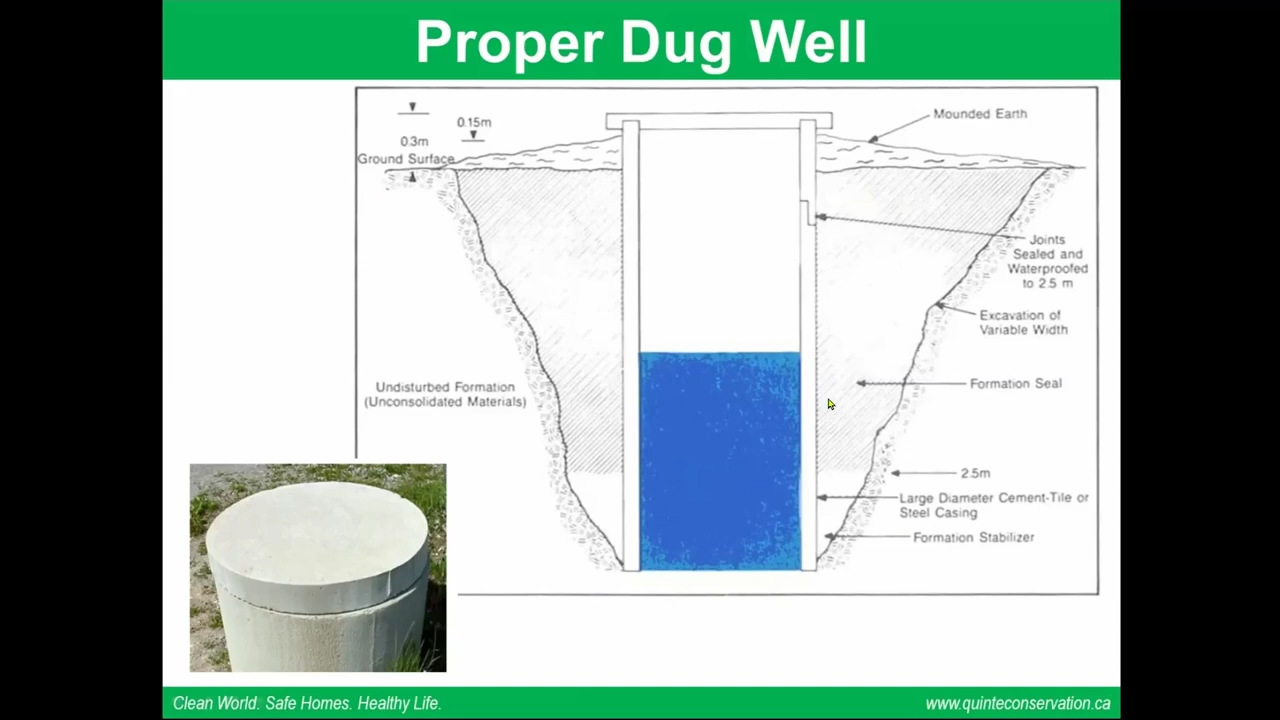 Proper Dug Well
0.15m
0.3m
Ground Surface
Mounded Earth
Joints
Sealed and
Waterproofed
to 2.5 m
Excavation of
Variable Width
Undisturbed Formation
(Unconsolidated Materials)
Formation Seal
2.5m
Large Diameter Cement-Tile or
Steel Casing
Formation Stabilizer
Clean World. Safe Homes. Healthy Life.
www.quinteconservation.ca